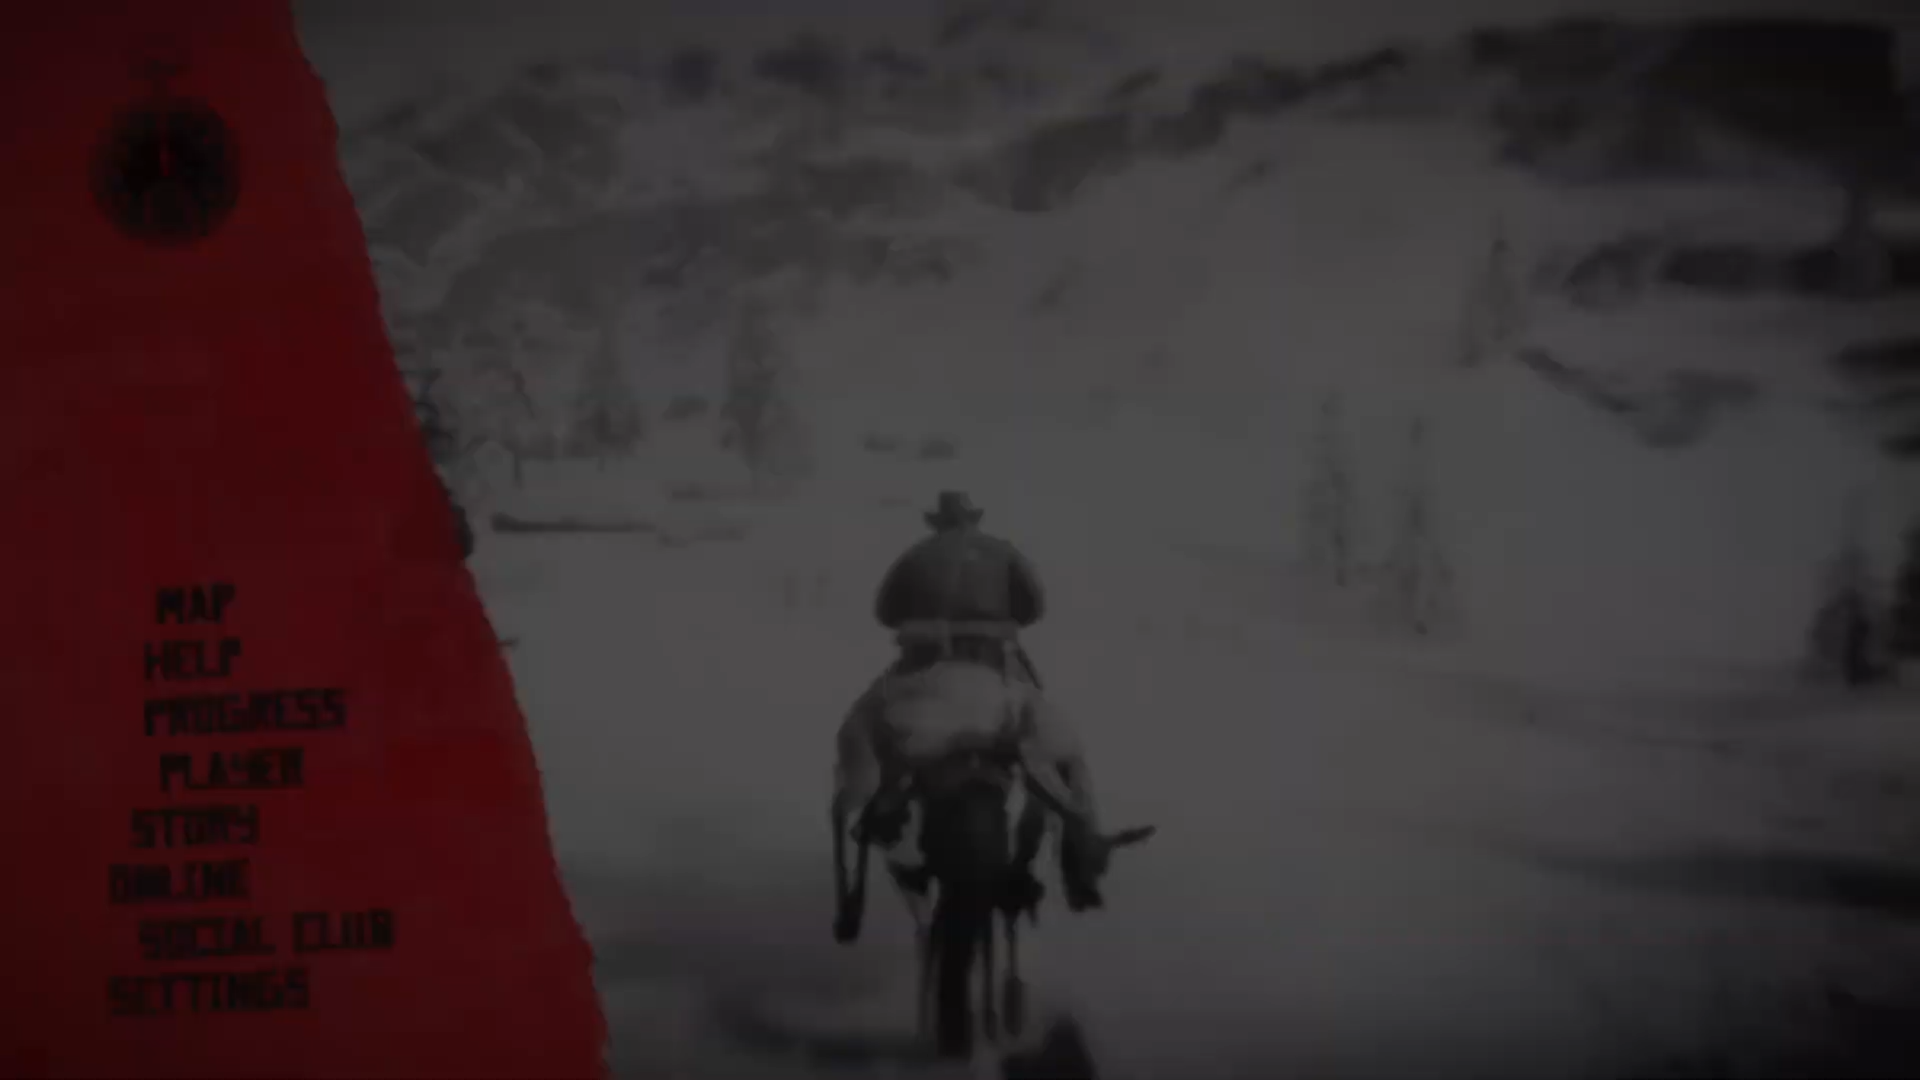 MAP
HELP
PROGRESS
PLAYER
STORY
ONLINE
SOCIAL CLUB
SETTINGS